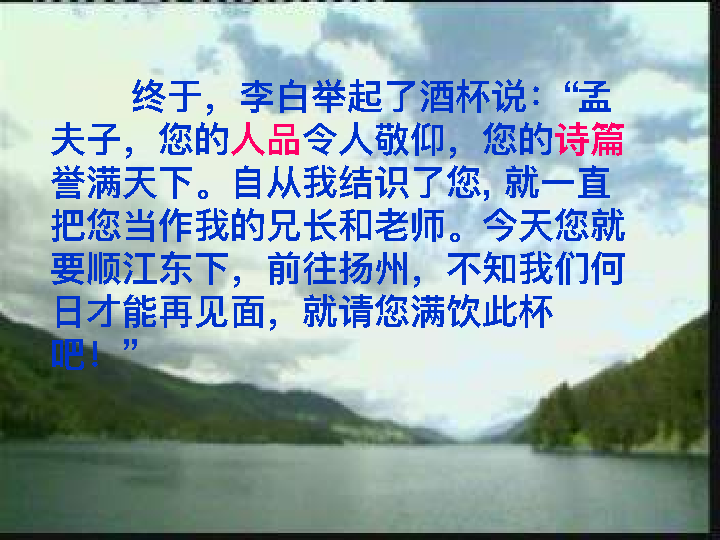 终于，李白举起了酒杯说：“孟
夫子，您的人品令人敬仰，您的诗篇
誉满天下。自从我结识了您, 就一直
把您当作我的兄长和老师。今天您就
要顺江东下，前往扬州，不知我们何
日才能再见面，就请您满饮此杯
吧！”